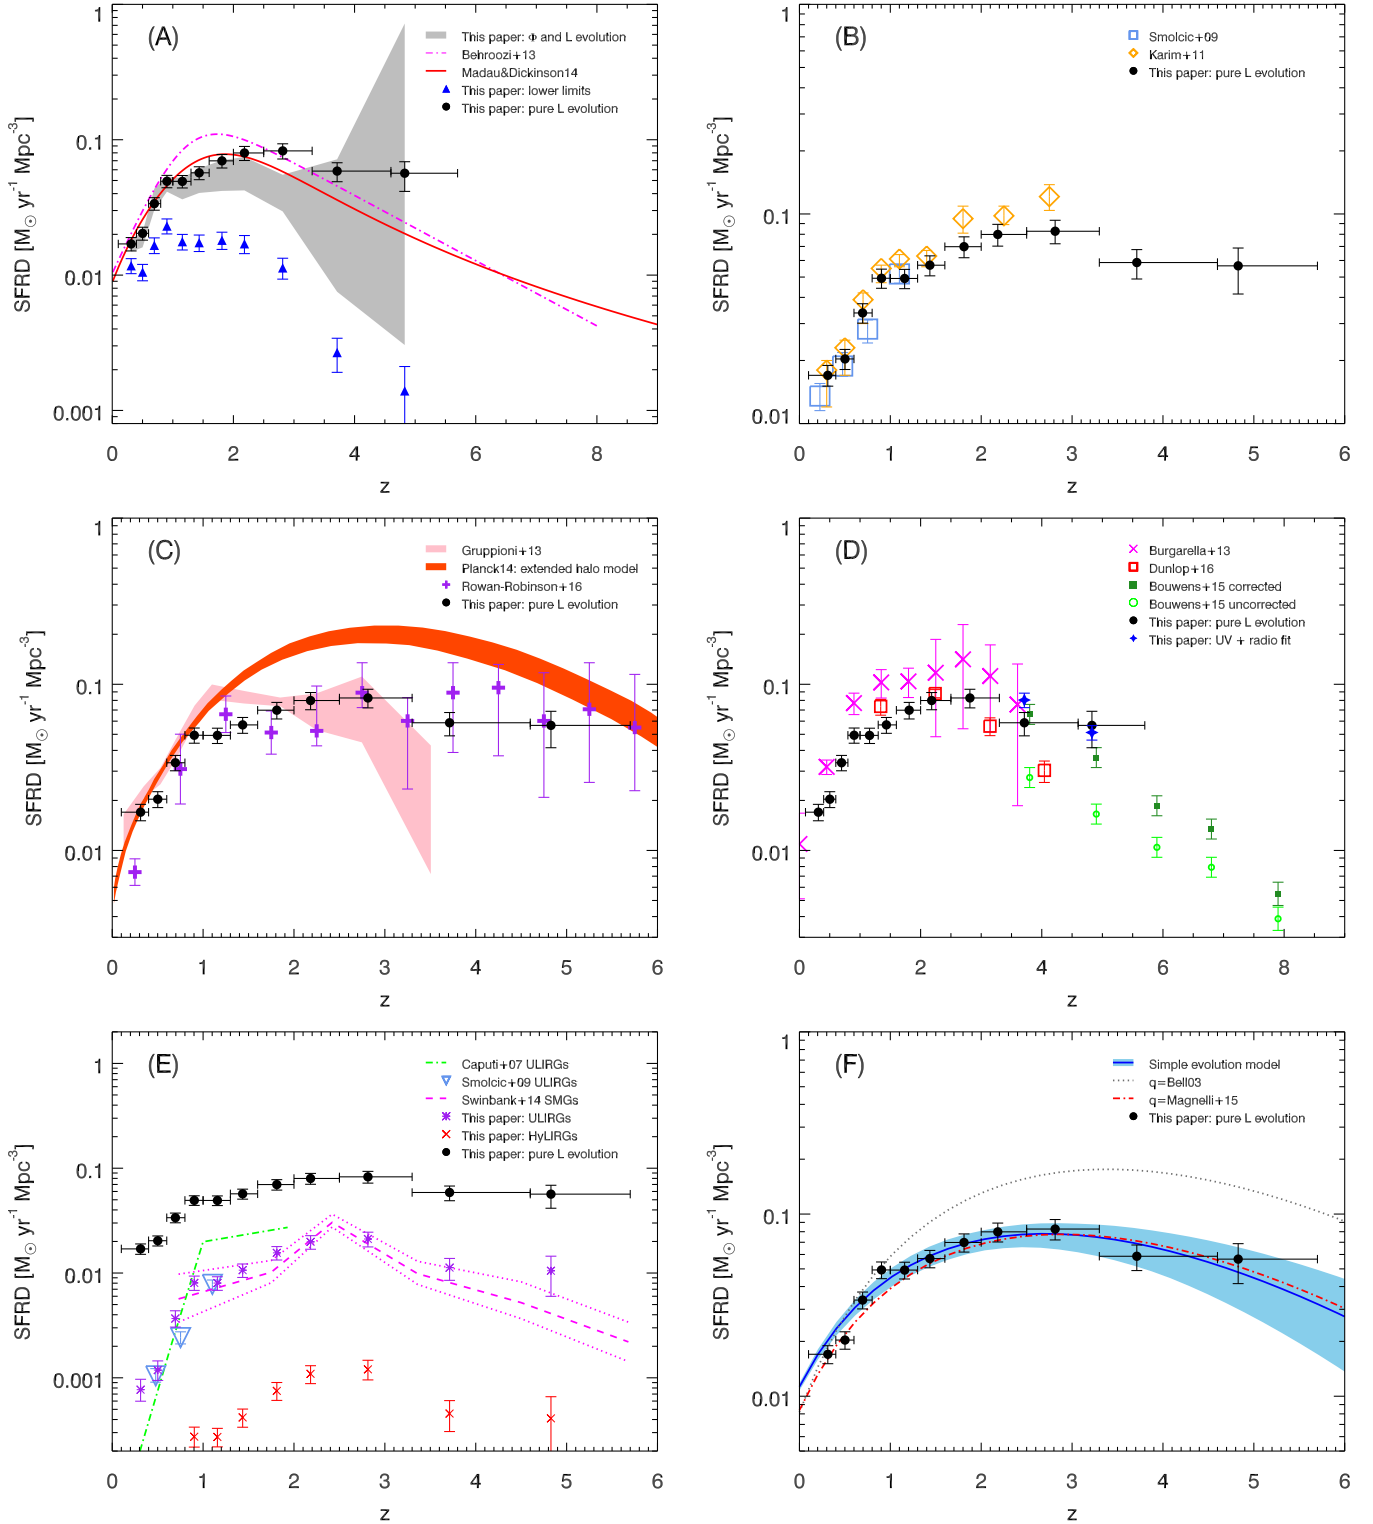 (A)
This paper: Φ and L evolution
Behroozi+13
Madau&Dickinson14
This paper: lower limits
This paper: pure L evolution
1
0.1
0.01
0.001
SFRD [M⊙ yr-1 Mpc-3]
0 2 4 6 8
z
(B)
Smolcic+09
Karim+11
This paper: pure L evolution
1
0.1
0.01
SFRD [M⊙ yr-1 Mpc-3]
0 1 2 3 4 5 6
z
(C)
Gruppioni+13
Planck14: extended halo model
Rowan-Robinson+16
This paper: pure L evolution
1
0.1
0.01
SFRD [M⊙ yr-1 Mpc-3]
0 1 2 3 4 5 6
z
(D)
Burgarella+13
Dunlop+16
Bouwens+15 corrected
Bouwens+15 uncorrected
This paper: pure L evolution
This paper: UV + radio fit
1
0.1
0.01
SFRD [M⊙ yr-1 Mpc-3]
0 2 4 6 8
z
(E)
Caputi+07 ULIRGs
Smolcic+09 ULIRGs
Swinbank+14 SMGs
This paper: ULIRGs
This paper: HyLIRGs
This paper: pure L evolution
1
0.1
0.01
0.001
SFRD [M⊙ yr-1 Mpc-3]
0 1 2 3 4 5 6
z
(F)
Simple evolution model
q=Bell03
q=Magnelli+15
This paper: pure L evolution
1
0.1
0.01
SFRD [M⊙ yr-1 Mpc-3]
0 1 2 3 4 5 6
z